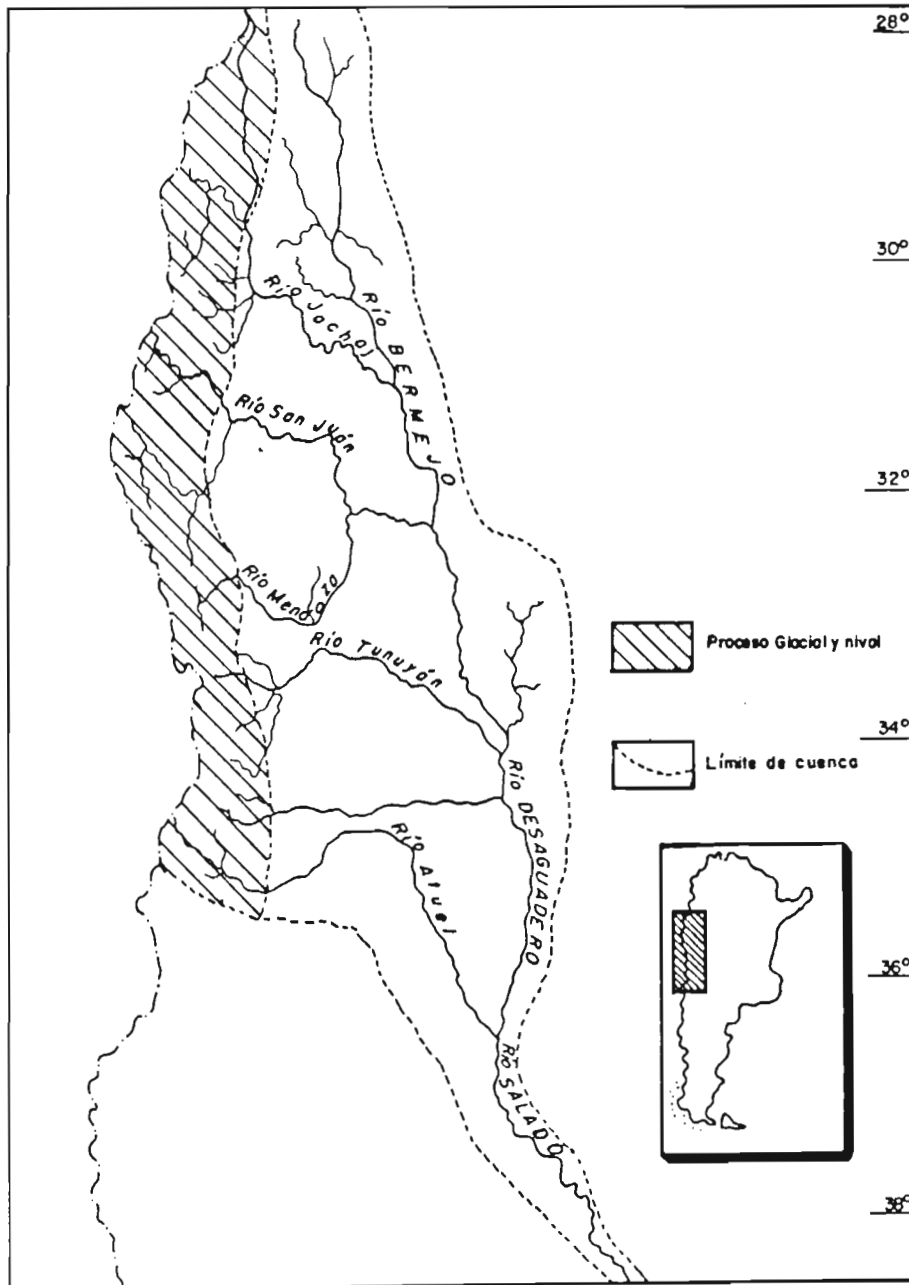 28°
30°
Río Jachal
Río BERMEJO
Río San Juán
32°
Río Mendoza
Río Tunuyán
Proceso Glacial y nival
34°
Límite de cuenca
Río DESAGUADERO
Río Atuel
36°
Río SALADO
38°